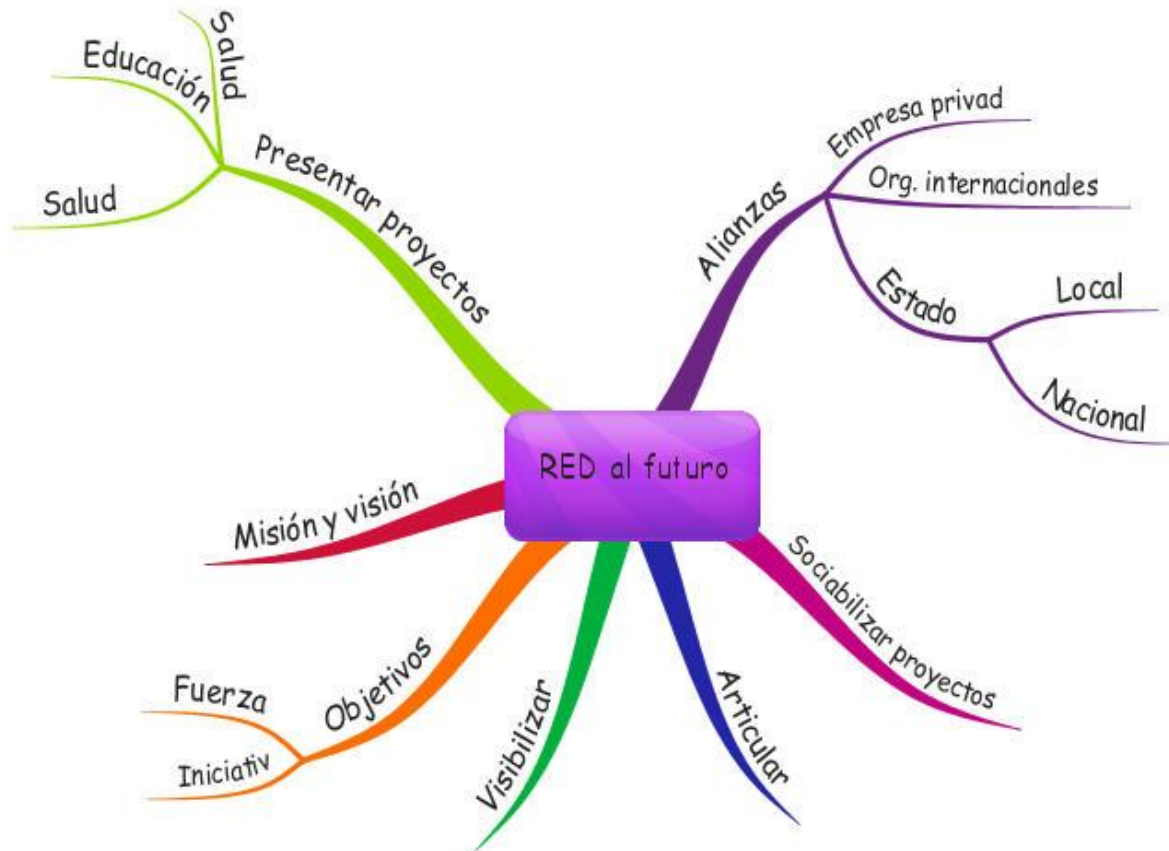 Salud
Educación
Salud
Presentar proyectos
Alianzas
Empresa privad
Org. internacionales
Estado
Local
Nacional
RED al futuro
Misión y visión
Objetivos
Fuerza
Iniciativ
Visibilizar
Articular
Sociabilizar proyectos